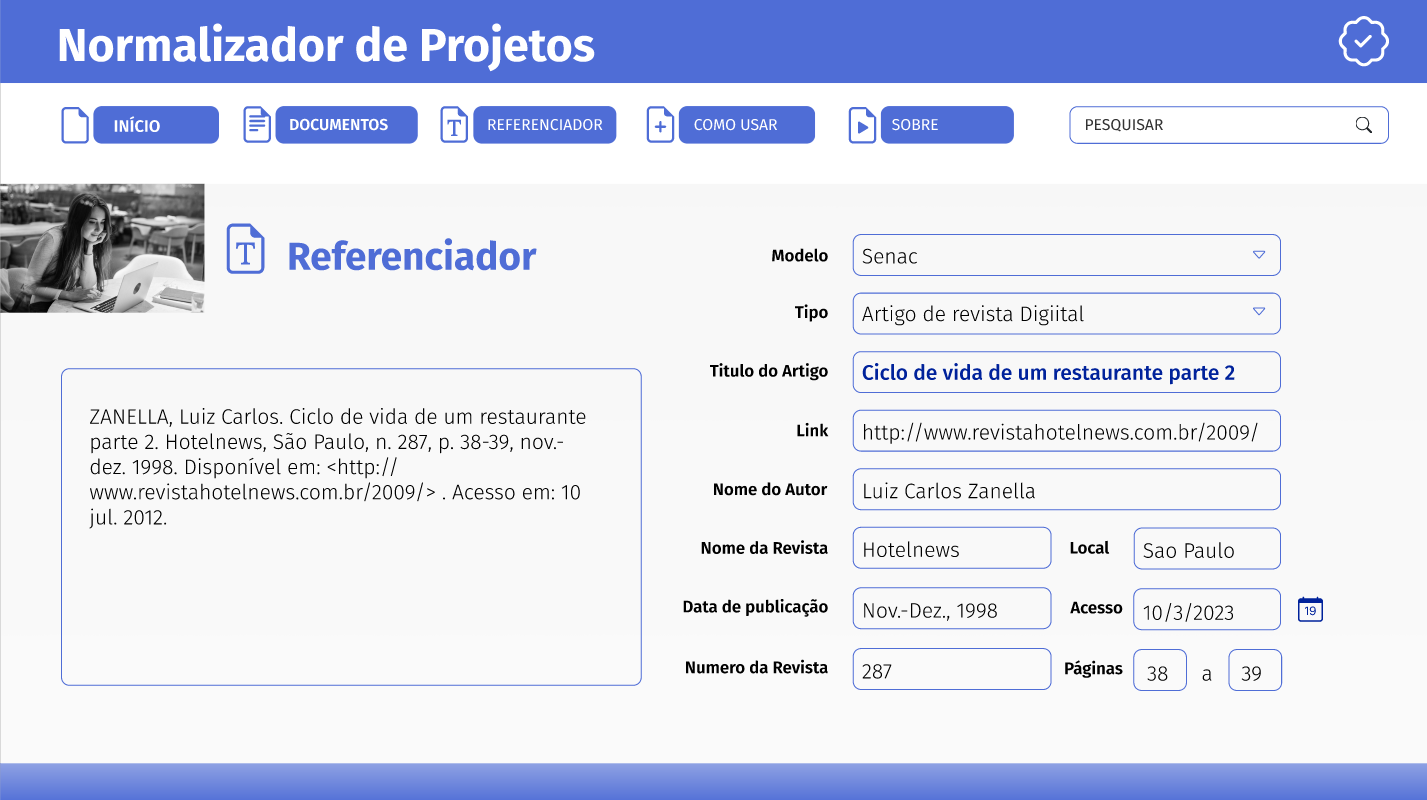 Normalizador de Projetos
INÍCIO
DOCUMENTOS
REFERENCIADOR
COMO USAR
SOBRE
PESQUISAR
Referenciador
ZANELLA, Luiz Carlos. Ciclo de vida de um restaurante
parte 2. Hotelnews, São Paulo, n. 287, p. 38-39, nov.-
dez. 1998. Disponível em: <http://
www.revistahotelnews.com.br/2009/> . Acesso em: 10
jul. 2012.
Modelo Senac
Tipo Artigo de revista Digiital
Titulo do Artigo Ciclo de vida de um restaurante parte 2
Link http://www.revistahotelnews.com.br/2009/
Nome do Autor Luiz Carlos Zanella
Nome da Revista Hotelnews Local Sao Paulo
Data de publicação Nov.-Dez., 1998 Acesso 10/3/2023 19
Numero da Revista 287 Páginas 38 a 39